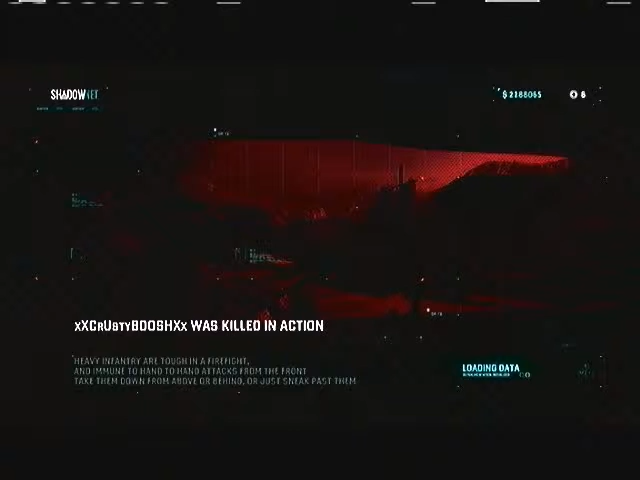 SHADOWNET
$ 2188065
6
xXCRUSTYBOOSHXx WAS KILLED IN ACTION
HEAVY INFANTRY ARE TOUGH IN A FIREFIGHT,
AND IMMUNE TO HAND TO HAND ATTACKS FROM THE FRONT
TAKE THEM DOWN FROM ABOVE OR BEHIND, OR JUST SNEAK PAST THEM
LOADING DATA